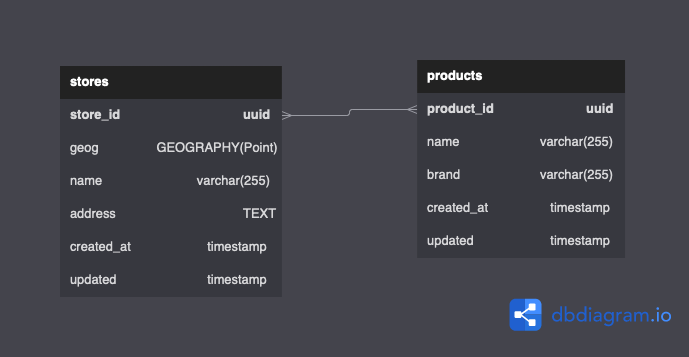 stores
store_id uuid
geog GEOGRAPHY(Point)
name varchar(255)
address TEXT
created_at timestamp
updated timestamp
products
product_id uuid
name varchar(255)
brand varchar(255)
created_at timestamp
updated timestamp
dbdiagram.io